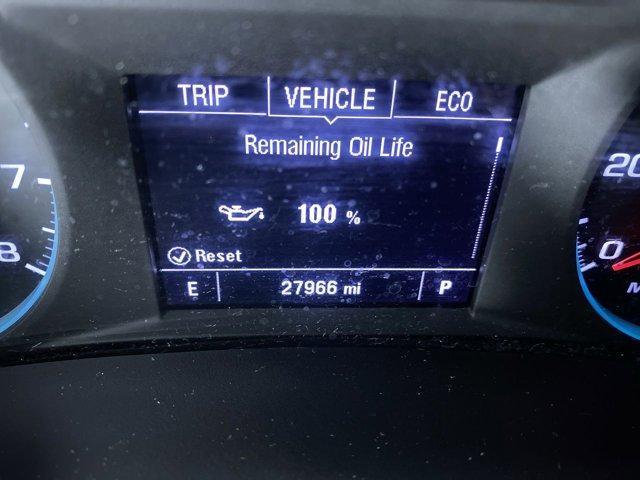 TRIP VEHICLE ECO
Remaining Oil Life
100 %
Reset
E 27966 mi P
7
8
20
0